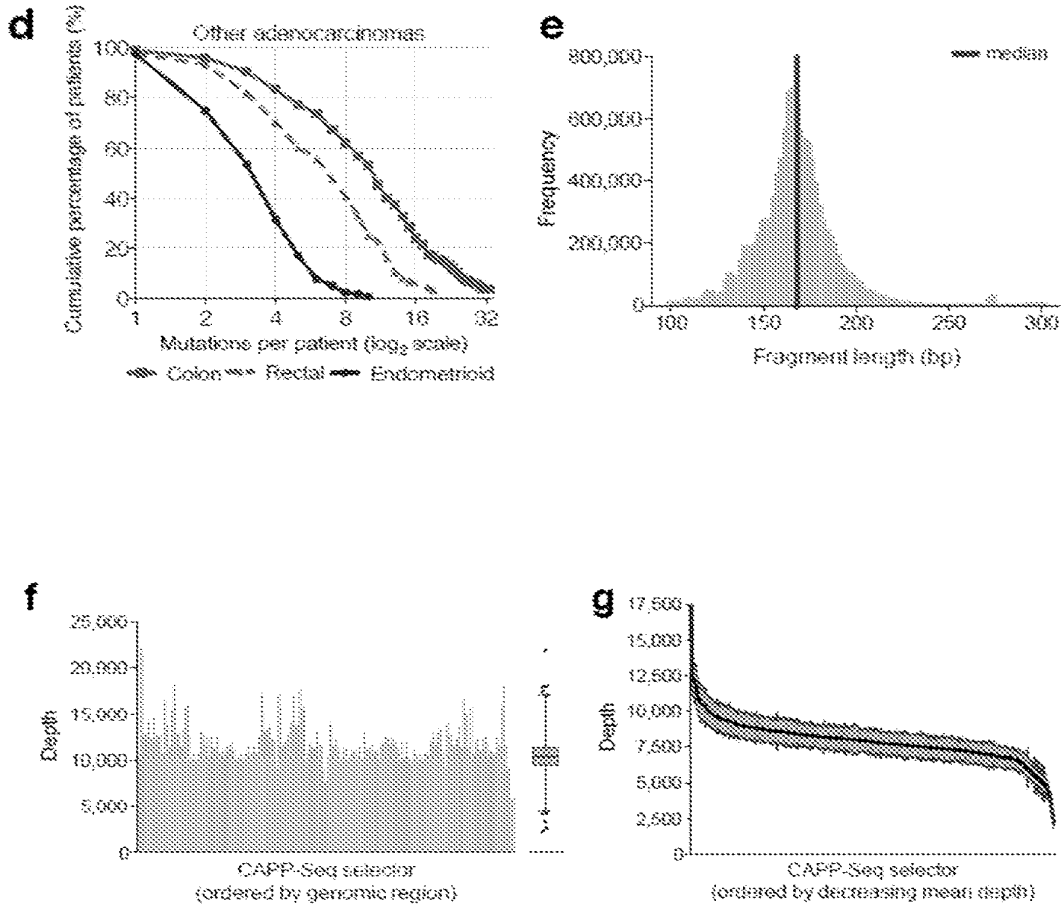 d
Other adenocarcinomas
Cumulative percentage of patients (%)
100
80
60
40
20
0
1 2 4 8 16 32
Mutations per patient (log2 scale)
Colon Rectal Endometrioid
e
median
Frequency
800,000
600,000
400,000
200,000
0
100 150 200 250 300
Fragment length (bp)
f
Depth
25,000
20,000
15,000
10,000
5,000
0
CAPP-Seq selector
(ordered by genomic region)
g
Depth
17,500
15,000
12,500
10,000
7,500
5,000
2,500
0
CAPP-Seq selector
(ordered by decreasing mean depth)